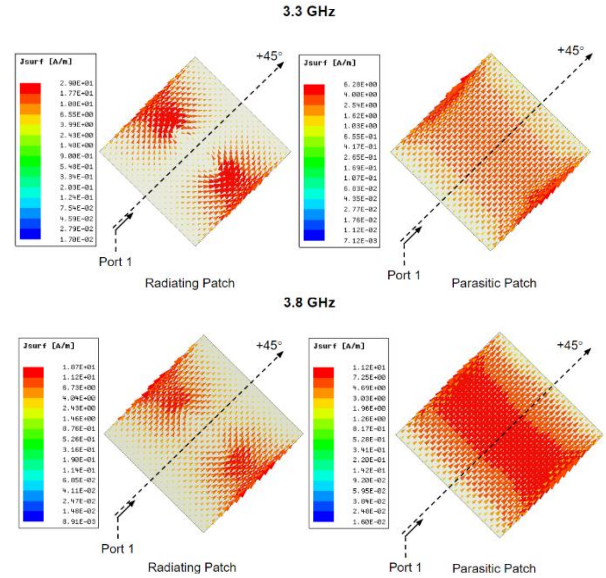 3.3 GHz
Jsurf [A/m]
2.90E+01
1.77E+01
1.08E+01
6.55E+00
3.99E+00
2.43E+00
1.48E+00
9.00E-01
5.48E-01
3.34E-01
2.03E-01
1.24E-01
7.54E-02
4.59E-02
2.79E-02
1.70E-02
+45°
Port 1
Radiating Patch
Jsurf [A/m]
6.28E+00
4.00E+00
2.54E+00
1.62E+00
1.03E+00
6.55E-01
4.17E-01
2.65E-01
1.69E-01
1.07E-01
6.83E-02
4.35E-02
2.77E-02
1.76E-02
1.12E-02
7.12E-03
+45°
Port 1
Parasitic Patch
3.8 GHz
Jsurf [A/m]
1.87E+01
1.12E+01
6.73E+00
4.04E+00
2.43E+00
1.46E+00
8.76E-01
5.26E-01
3.16E-01
1.90E-01
1.14E-01
6.85E-02
4.11E-02
2.47E-02
1.48E-02
8.91E-03
+45°
Port 1
Radiating Patch
Jsurf [A/m]
1.12E+01
7.25E+00
4.69E+00
3.03E+00
1.96E+00
1.26E+00
8.17E-01
5.28E-01
3.41E-01
2.20E-01
1.42E-01
9.20E-02
5.95E-02
3.84E-02
2.48E-02
1.60E-02
+45°
Port 1
Parasitic Patch